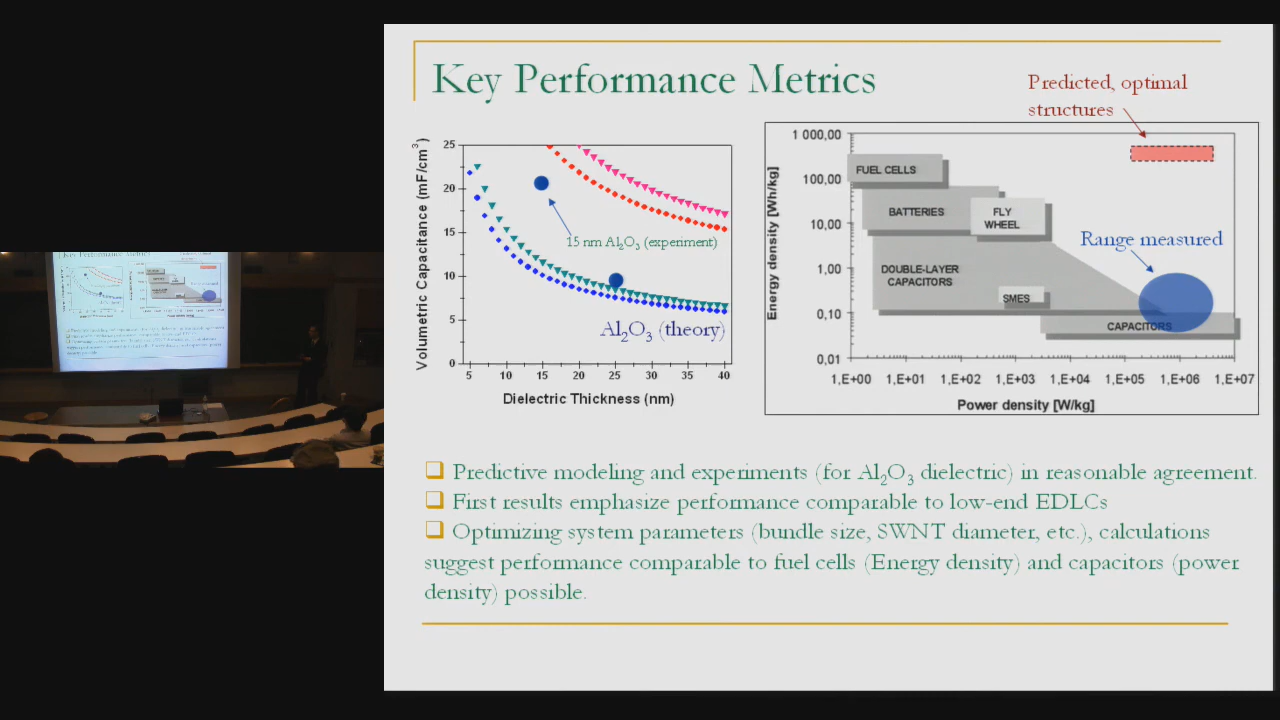 Key Performance Metrics
Predicted, optimal
structures
Volumetric Capacitance (mF/cm³)
25
20
15
10
5
0
15 nm Al₂O₃ (experiment)
Al₂O₃ (theory)
5 10 15 20 25 30 35 40
Dielectric Thickness (nm)
Energy density [Wh/kg]
1 000,00
100,00
10,00
1,00
0,10
0,01
FUEL CELLS
BATTERIES
FLY
WHEEL
Range measured
DOUBLE-LAYER
CAPACITORS
SMES
CAPACITORS
1,E+00 1,E+01 1,E+02 1,E+03 1,E+04 1,E+05 1,E+06 1,E+07
Power density [W/kg]
Predictive modeling and experiments (for Al₂O₃ dielectric) in reasonable agreement.
First results emphasize performance comparable to low-end EDLCs
Optimizing system parameters (bundle size, SWNT diameter, etc.), calculations
suggest performance comparable to fuel cells (Energy density) and capacitors (power
density) possible.
Key Performance Metrics